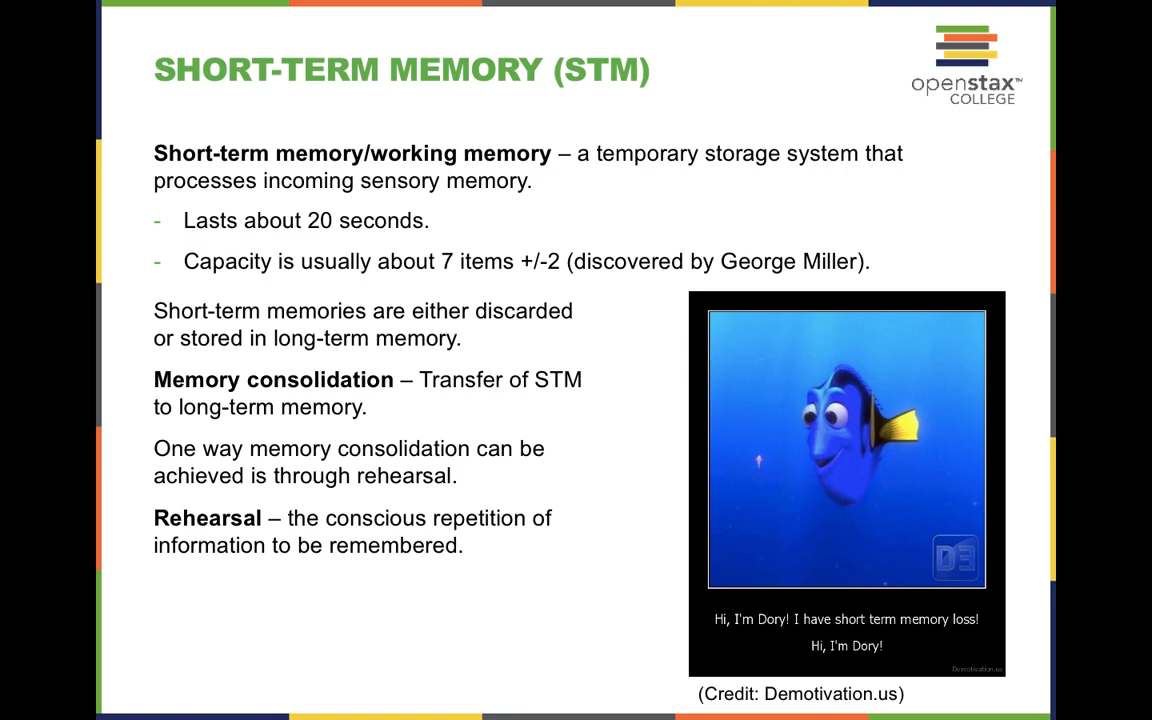 SHORT-TERM MEMORY (STM)
openstax™
COLLEGE
Short-term memory/working memory – a temporary storage system that
processes incoming sensory memory.
- Lasts about 20 seconds.
- Capacity is usually about 7 items +/-2 (discovered by George Miller).
Short-term memories are either discarded
or stored in long-term memory.
Memory consolidation – Transfer of STM
to long-term memory.
One way memory consolidation can be
achieved is through rehearsal.
Rehearsal – the conscious repetition of
information to be remembered.
DE
Hi, I'm Dory! I have short term memory loss!
Hi, I'm Dory!
Demotivation.us
(Credit: Demotivation.us)